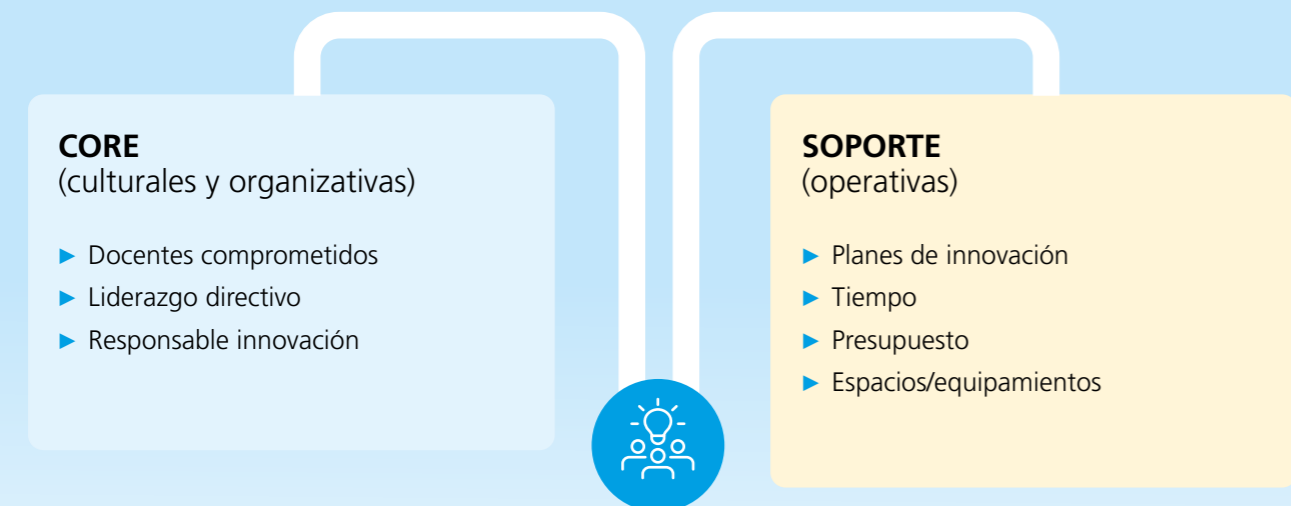 CORE
(culturales y organizativas)
► Docentes comprometidos
► Liderazgo directivo
► Responsable innovación
SOPORTE
(operativas)
► Planes de innovación
► Tiempo
► Presupuesto
► Espacios/equipamientos